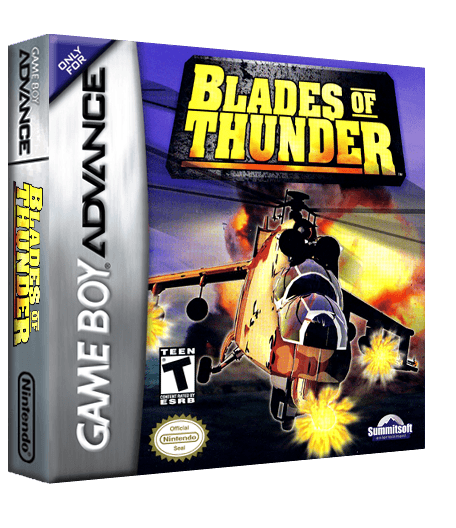 GAME BOY
ADVANCE
BLADES OF
THUNDER
Nintendo®
GAME BOY ADVANCE
ONLY
FOR
BLADES OF
THUNDER™
TEEN
T
CONTENT RATED BY
ESRB
Official
Nintendo
Seal
Summitsoft